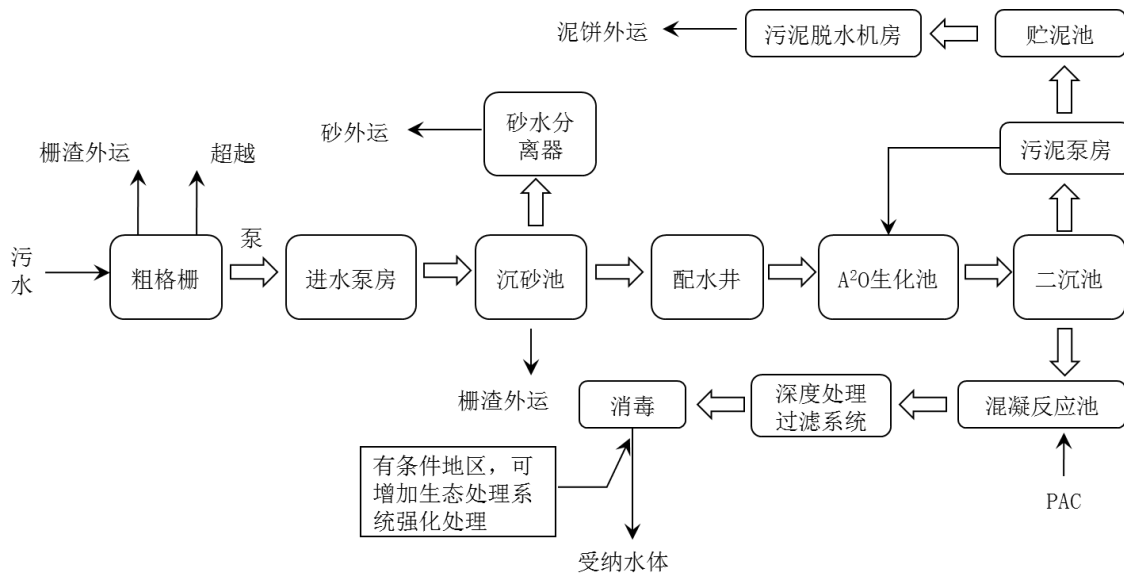 泥饼外运
污泥脱水机房
贮泥池
砂外运
砂水分
离器
污泥泵房
栅渣外运
超越
污
水
粗格栅
泵
进水泵房
沉砂池
配水井
A²O生化池
二沉池
栅渣外运
消毒
深度处理
过滤系统
混凝反应池
有条件地区，可
增加生态处理系
统强化处理
PAC
受纳水体